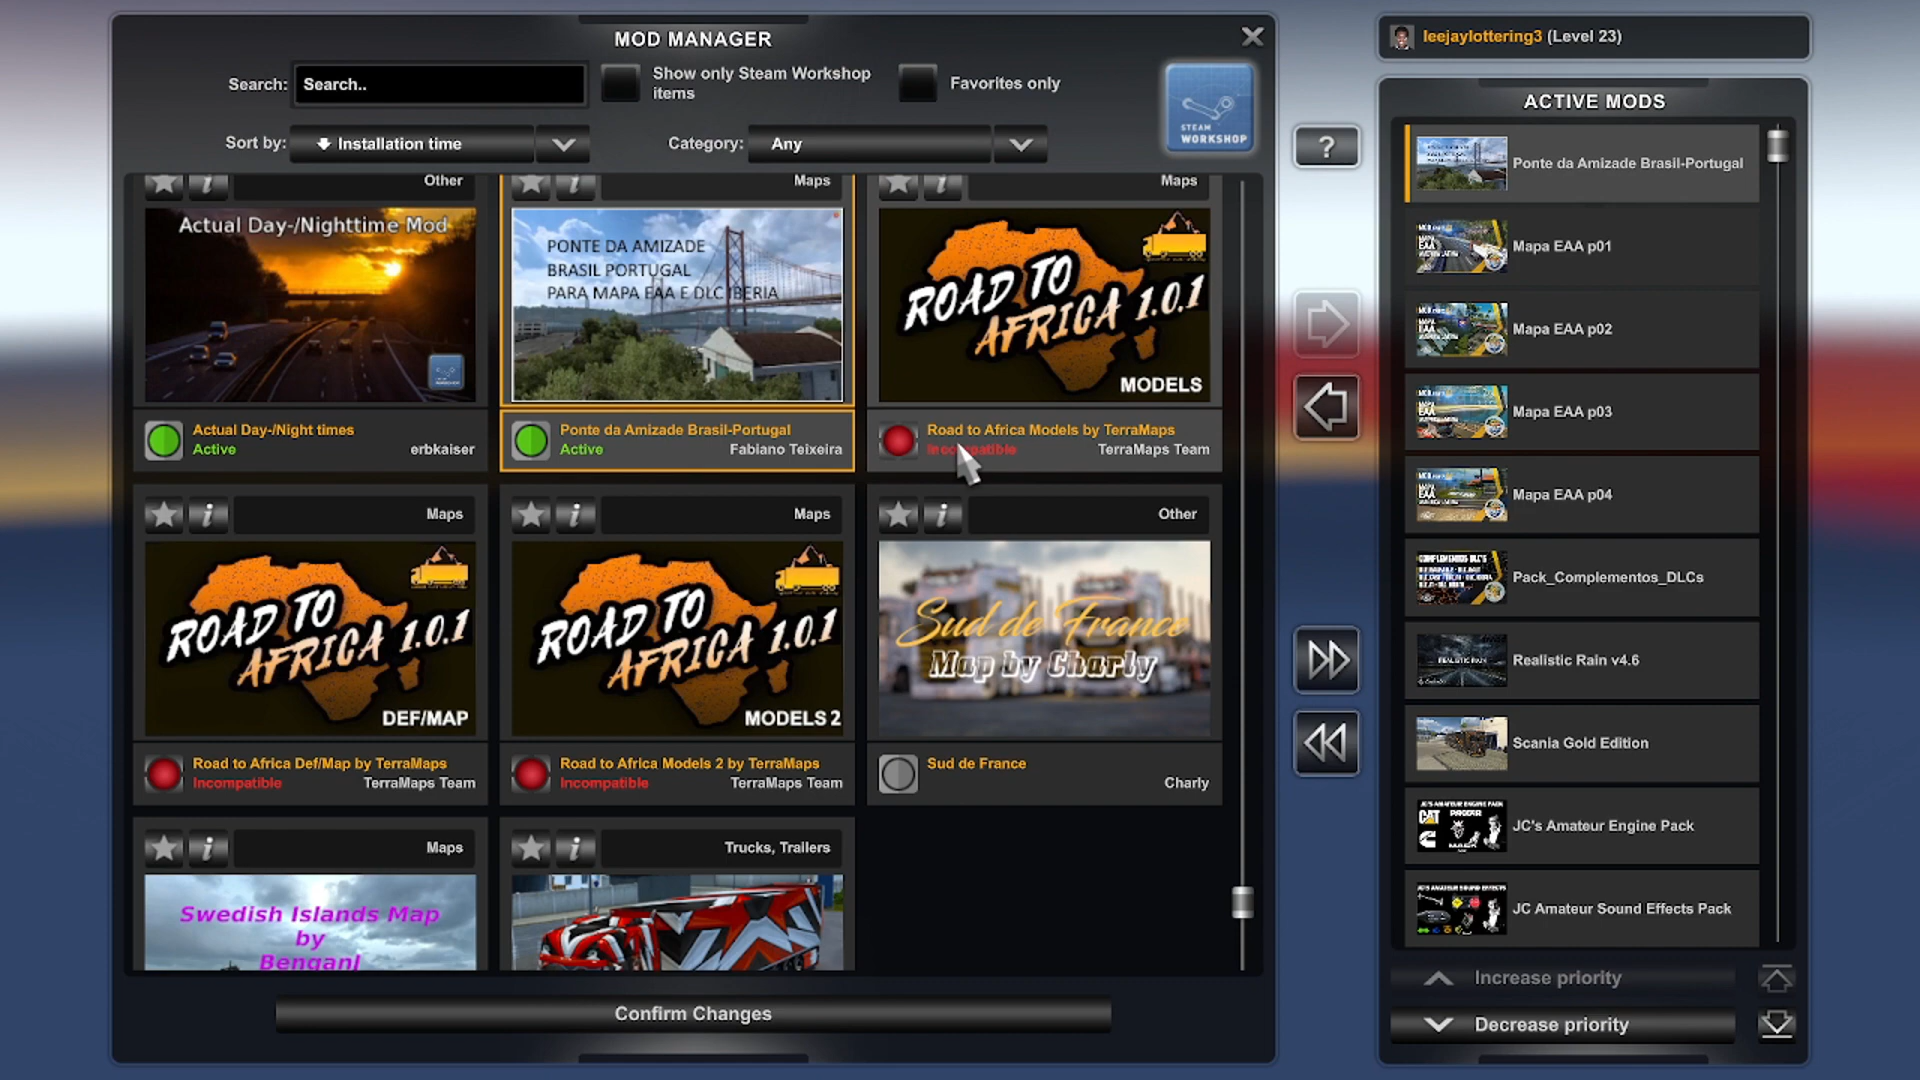 MOD MANAGER
Search:
Search..
Show only Steam Workshop
items
Favorites only
STEAM
WORKSHOP
Sort by:
Installation time
Category:
Any
Other
Actual Day-/Nighttime Mod
Actual Day-/Night times
Active
erbkaiser
Maps
PONTE DA AMIZADE
BRASIL PORTUGAL
PARA MAPA EAA E DLC IBERIA
Ponte da Amizade Brasil-Portugal
Active
Fabiano Teixeira
Maps
ROAD TO
AFRICA 1.0.1
MODELS
Road to Africa Models by TerraMaps
Incompatible
TerraMaps Team
Maps
ROAD TO
AFRICA 1.0.1
DEF/MAP
Road to Africa Def/Map by TerraMaps
Incompatible
TerraMaps Team
Maps
ROAD TO
AFRICA 1.0.1
MODELS 2
Road to Africa Models 2 by TerraMaps
Incompatible
TerraMaps Team
Other
Sud de France
Map by Charly
Sud de France
Charly
Maps
Swedish Islands Map
by
Benganl
Trucks, Trailers
Confirm Changes
?
leejaylottering3 (Level 23)
ACTIVE MODS
Ponte da Amizade Brasil-Portugal
Mapa EAA p01
Mapa EAA p02
Mapa EAA p03
Mapa EAA p04
Pack_Complementos_DLCs
Realistic Rain v4.6
Scania Gold Edition
JC's Amateur Engine Pack
JC Amateur Sound Effects Pack
Increase priority
Decrease priority